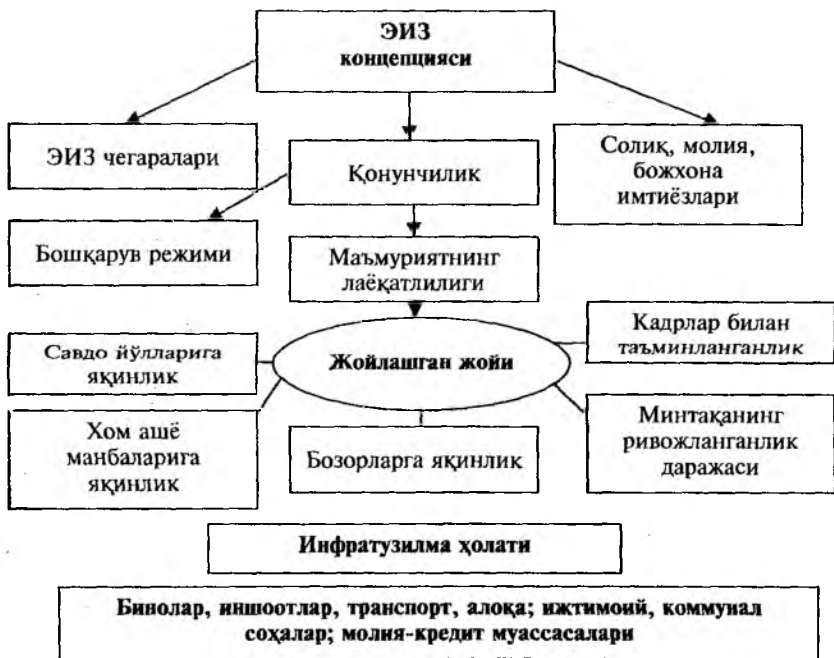 ЭИЗ
концепцияси
ЭИЗ чегаралари
Қонунчилик
Солиқ, молия,
божхона
имтиёзлари
Бошқарув режими
Маъмуриятнинг
лаёқатлилиги
Савдо йўлларига
яқинлик
Жойлашган жойи
Кадрлар билан
таъминланганлик
Хом ашё
манбаларига
яқинлик
Бозорларга яқинлик
Минтақанинг
ривожланганлик
даражаси
Инфратузилма ҳолати
Бинолар, иншоотлар, транспорт, алоқа; ижтимоий, коммунал
соҳалар; молия-кредит муассасалари